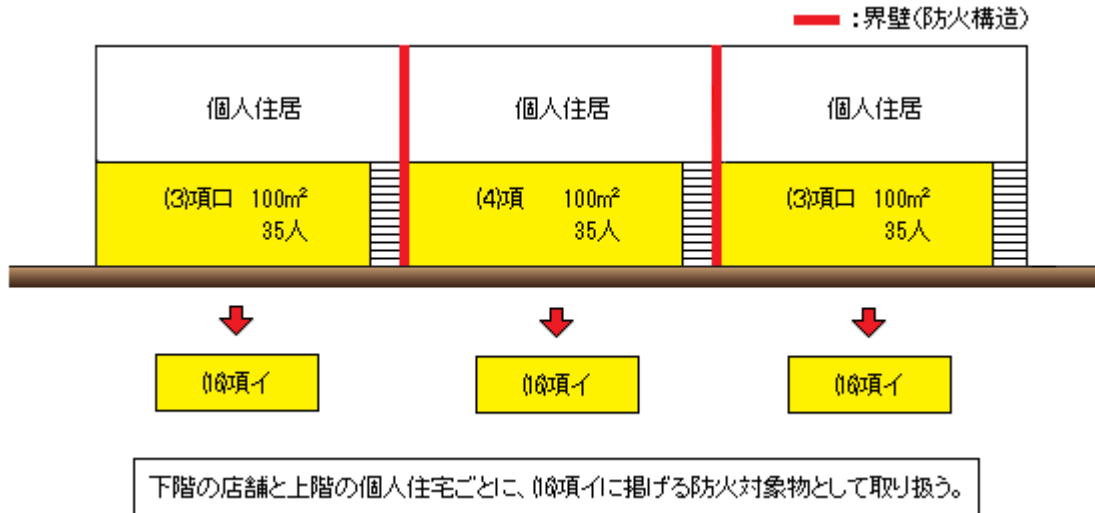 :界壁(防火構造)
個人住居 個人住居 個人住居
(3)項ロ 100m² (4)項 100m² (3)項ロ 100m²
35人 35人 35人
(16)項イ (16)項イ (16)項イ
下階の店舗と上階の個人住宅ごとに、(16)項イに掲げる防火対象物として取り扱う。